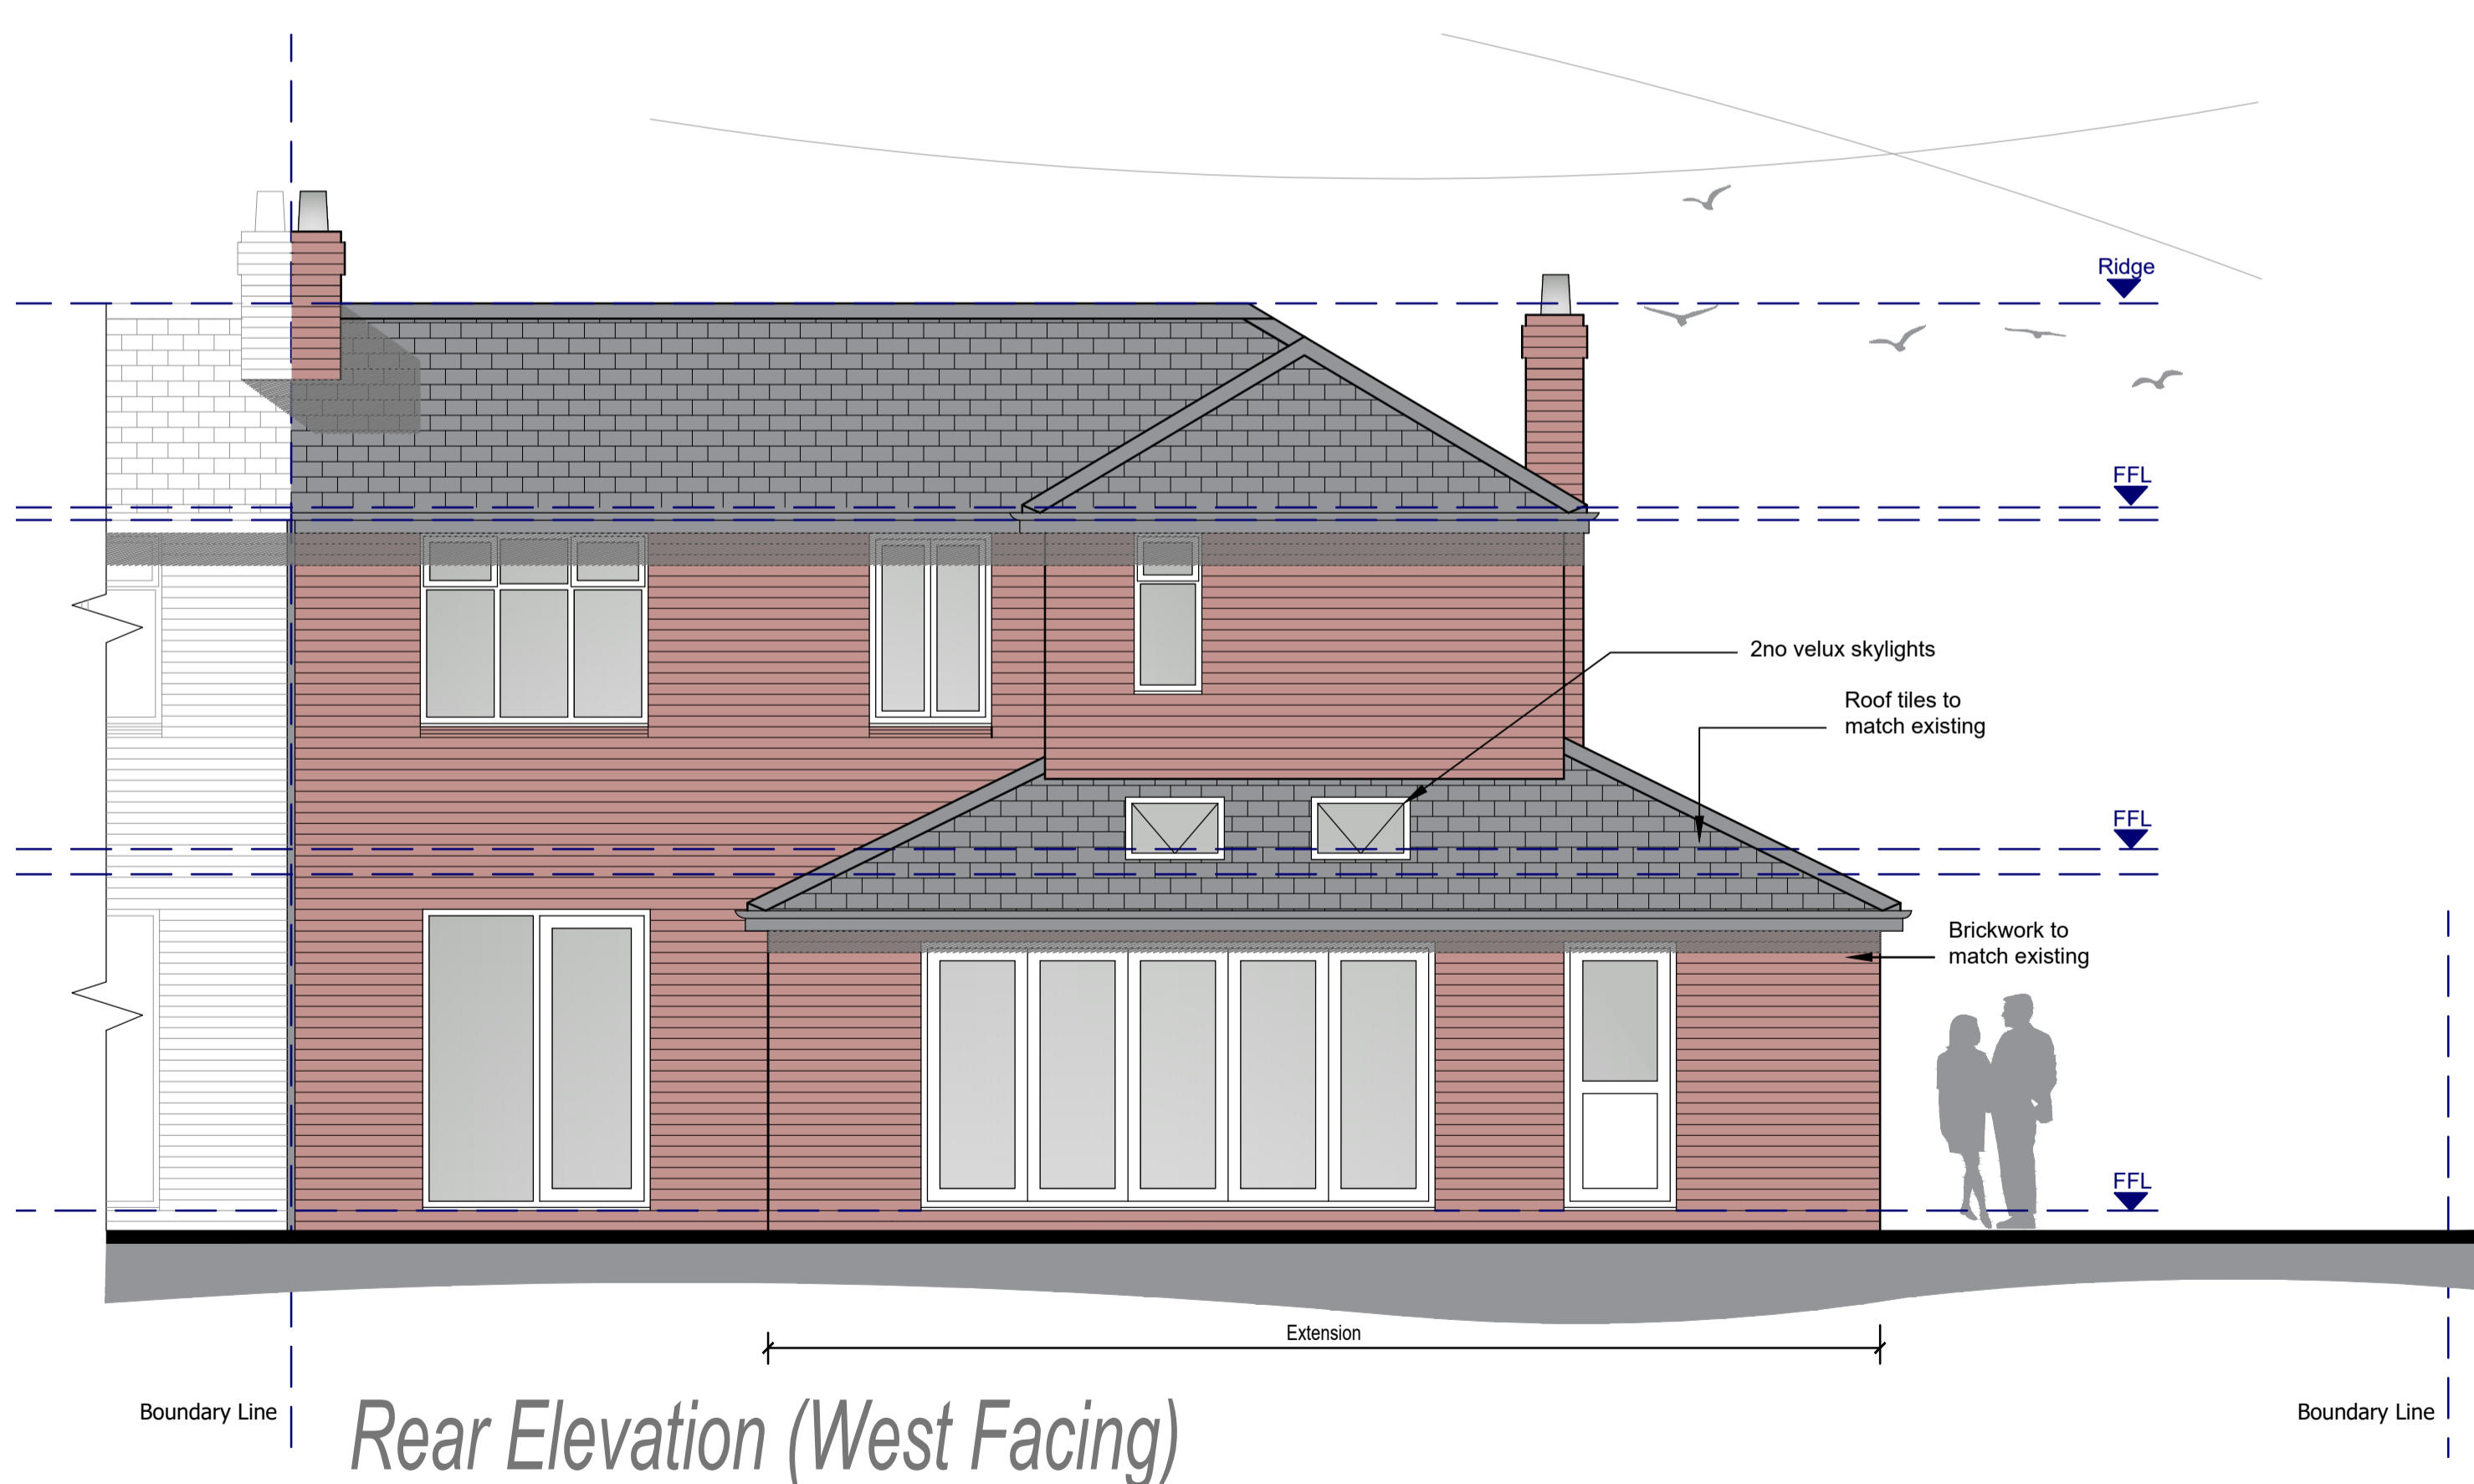 Ridge
FFL
2no velux skylights
Roof tiles to
match existing
FFL
Brickwork to
match existing
FFL
Extension
Boundary Line
Boundary Line
Rear Elevation (West Facing)